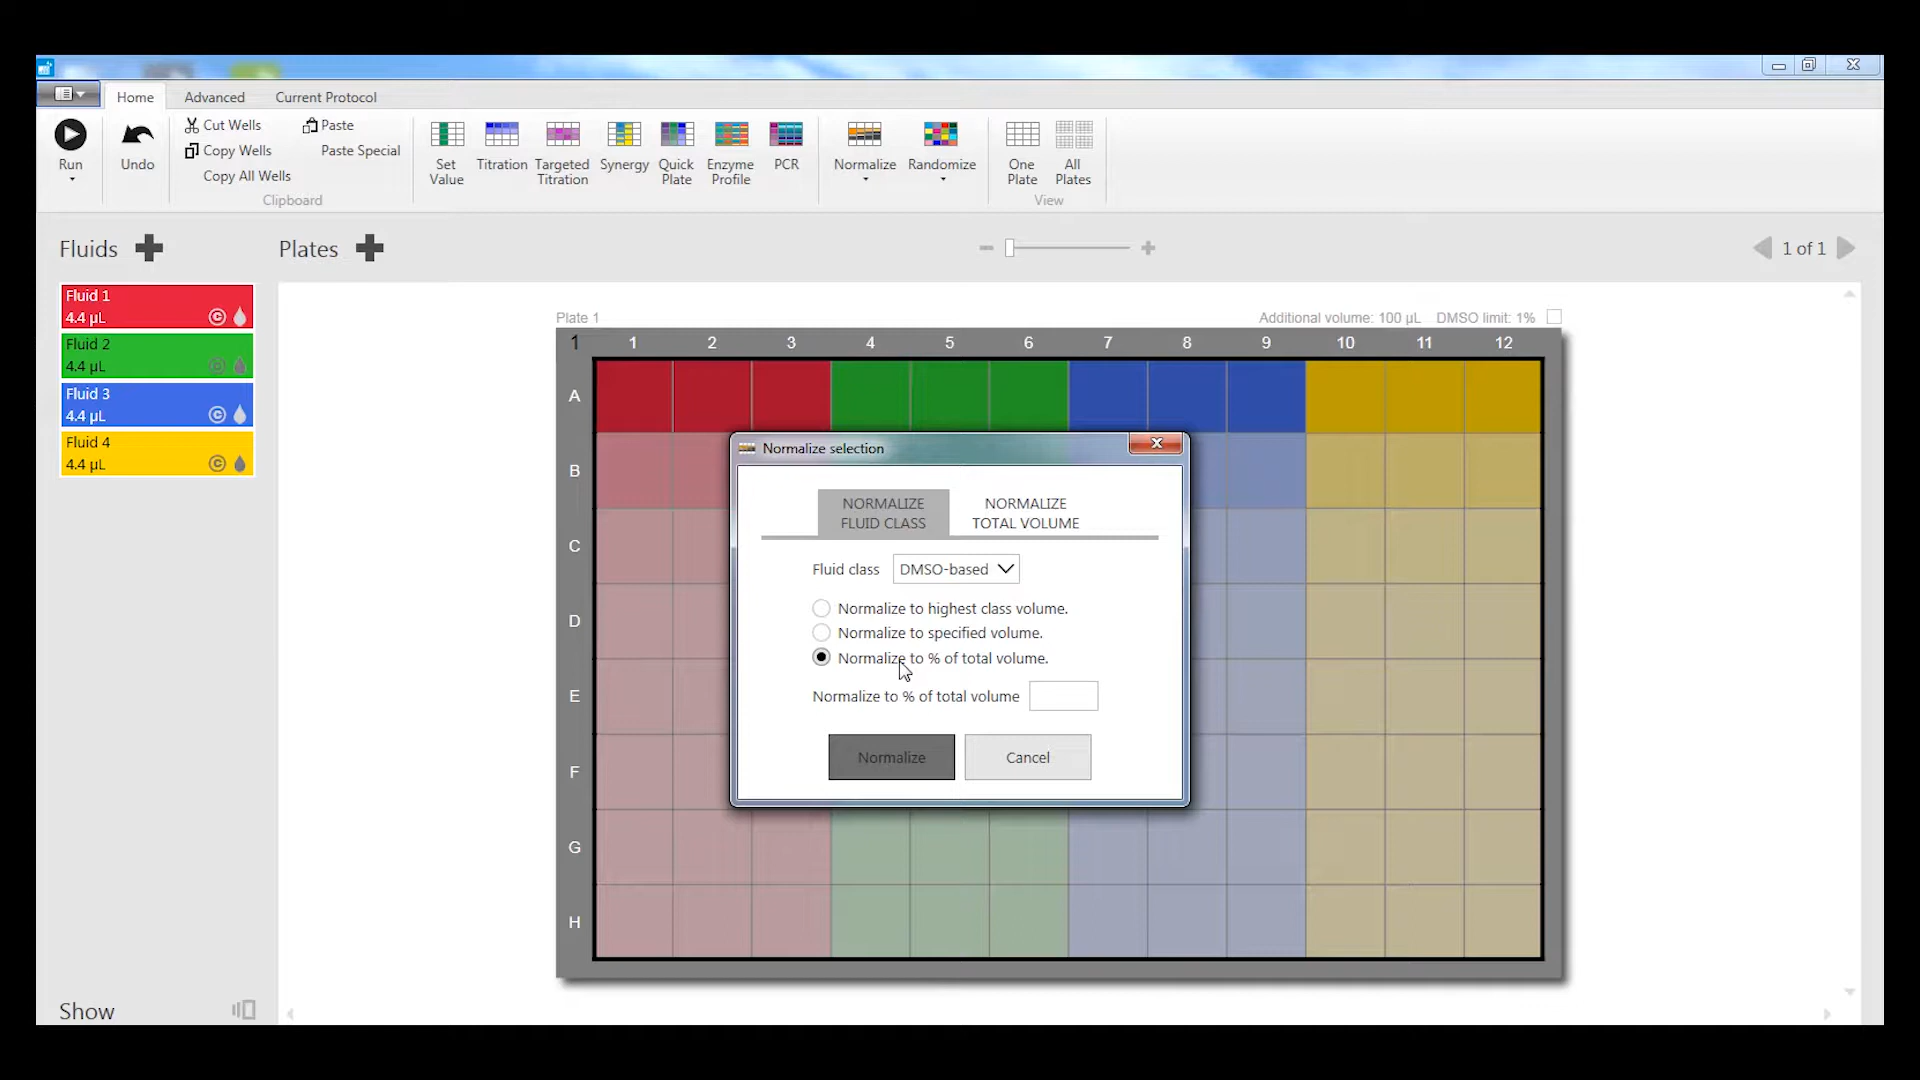 Home Advanced Current Protocol
Run
Undo
Cut Wells
Copy Wells
Copy All Wells
Paste
Paste Special
Clipboard
Set
Value
Titration
Targeted
Titration
Synergy
Quick
Plate
Enzyme
Profile
PCR
Normalize
Randomize
One
Plate
All
Plates
View
Fluids
Plates
1 of 1
Fluid 1
4.4 µL
Fluid 2
4.4 µL
Fluid 3
4.4 µL
Fluid 4
4.4 µL
Plate 1
Additional volume: 100 µL DMSO limit: 1%
1 1 2 3 4 5 6 7 8 9 10 11 12
A
B
C
D
E
F
G
H
Normalize selection
NORMALIZE
FLUID CLASS
NORMALIZE
TOTAL VOLUME
Fluid class DMSO-based
Normalize to highest class volume.
Normalize to specified volume.
Normalize to % of total volume.
Normalize to % of total volume
Normalize Cancel
Show